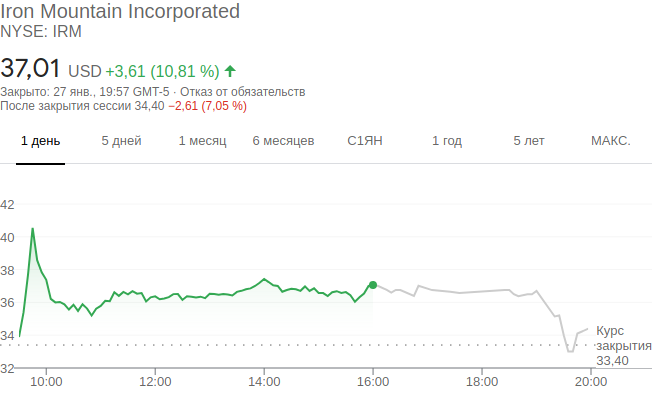 Iron Mountain Incorporated
NYSE: IRM
37,01 USD +3,61 (10,81 %)
Закрыто: 27 янв., 19:57 GMT-5 · Отказ от обязательств
После закрытия сессии 34,40 −2,61 (7,05 %)
1 день 5 дней 1 месяц 6 месяцев С1ЯН 1 год 5 лет МАКС.
42
40
38
36
34
32
Курс
закрытия
33,40
10:00 12:00 14:00 16:00 18:00 20:00